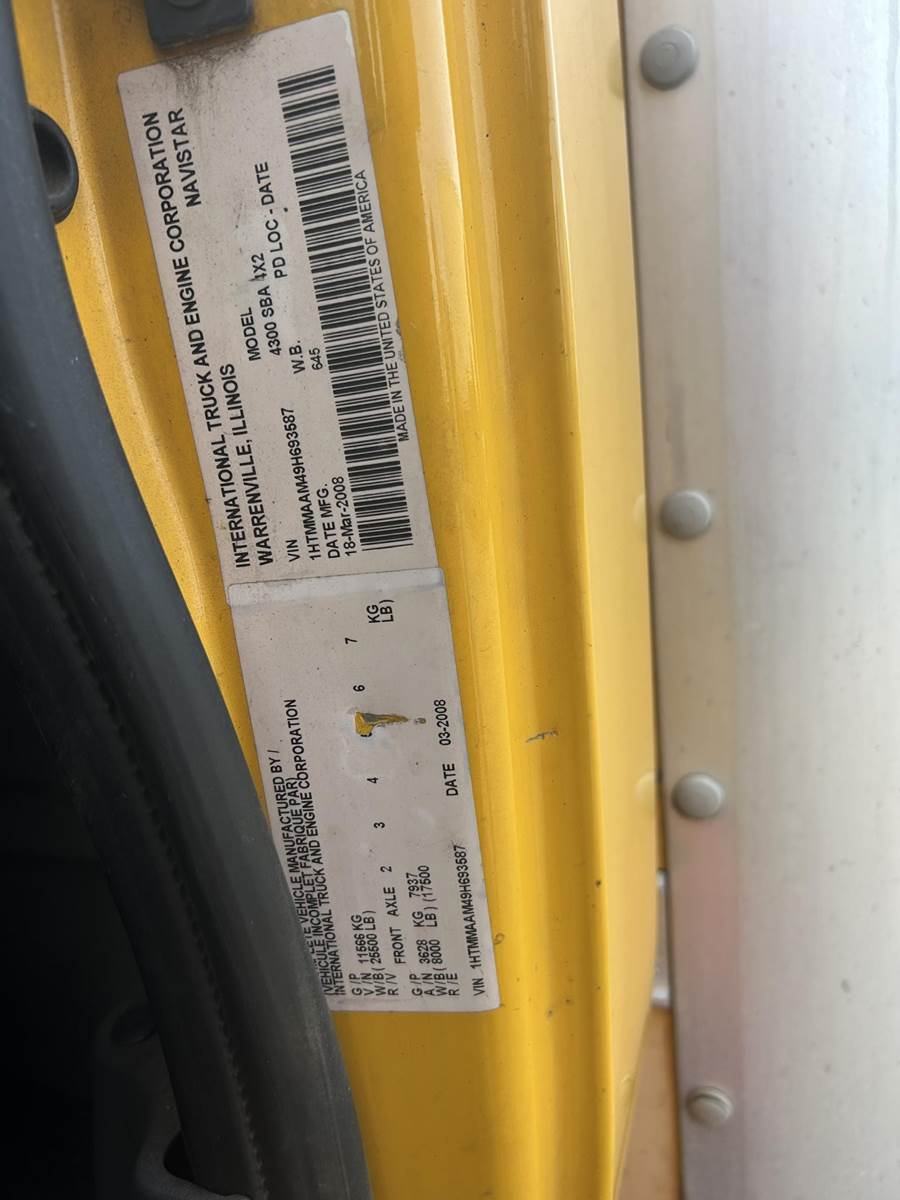 INTERNATIONAL TRUCK AND ENGINE CORPORATION
WARRENVILLE, ILLINOIS NAVISTAR
MODEL
VIN 4300 SBA 4X2
1HTMMAAM49H693587 PD LOC - DATE
DATE MFG. W.B.
18-Mar-2008 645
MADE IN THE UNITED STATES OF AMERICA
VEHICLE MANUFACTURED BY /
(VEHICULE INCOMPLET FABRIQUE PAR)
INTERNATIONAL TRUCK AND ENGINE CORPORATION
G /P
V /N 11566 KG
W/B ( 25500 LB )
R /V
FRONT AXLE 2 3 4 6 7
G /P
A /N 3628 KG 7937 KG
W/B ( 8000 LB ) (17500 LB )
R /E
DATE 03-2008
VIN 1HTMMAAM49H693587